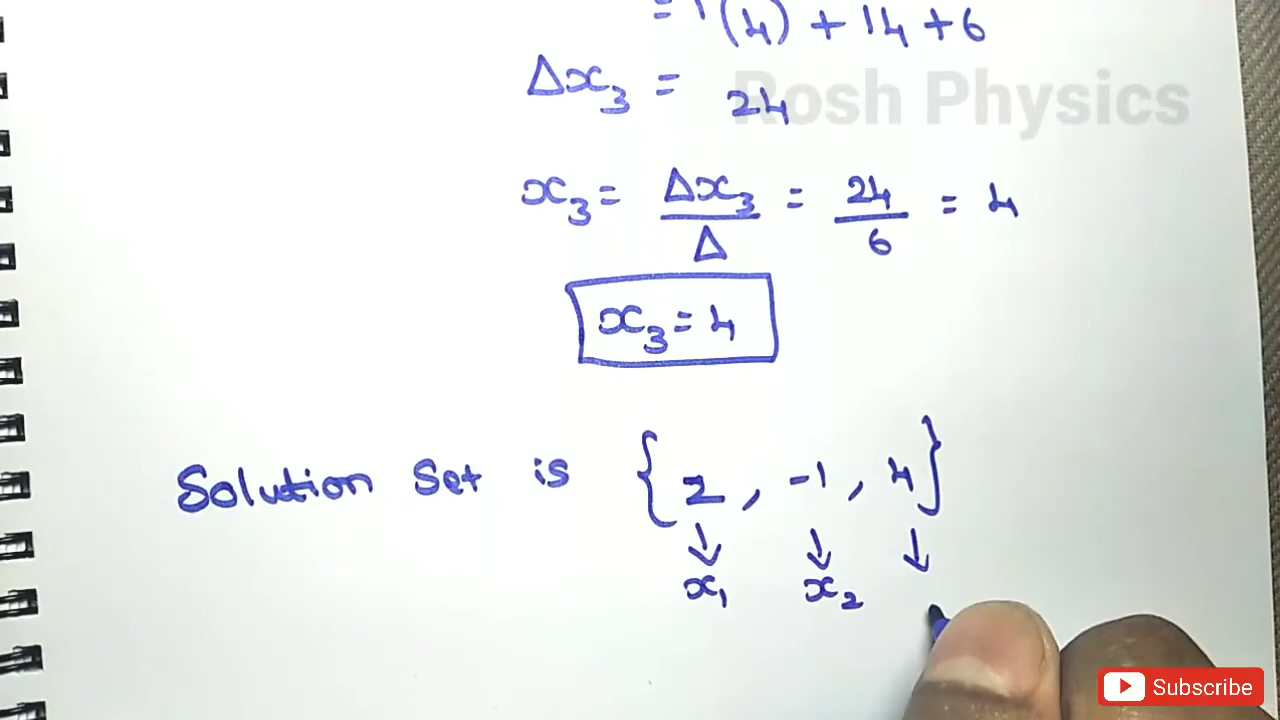 = 1(4) + 14 + 6
Δx₃ = 24
Rosh Physics
x₃ = Δx₃/Δ = 24/6 = 4
x₃ = 4
Solution Set is {2, -1, 4}
↓ ↓ ↓
x₁ x₂
Subscribe